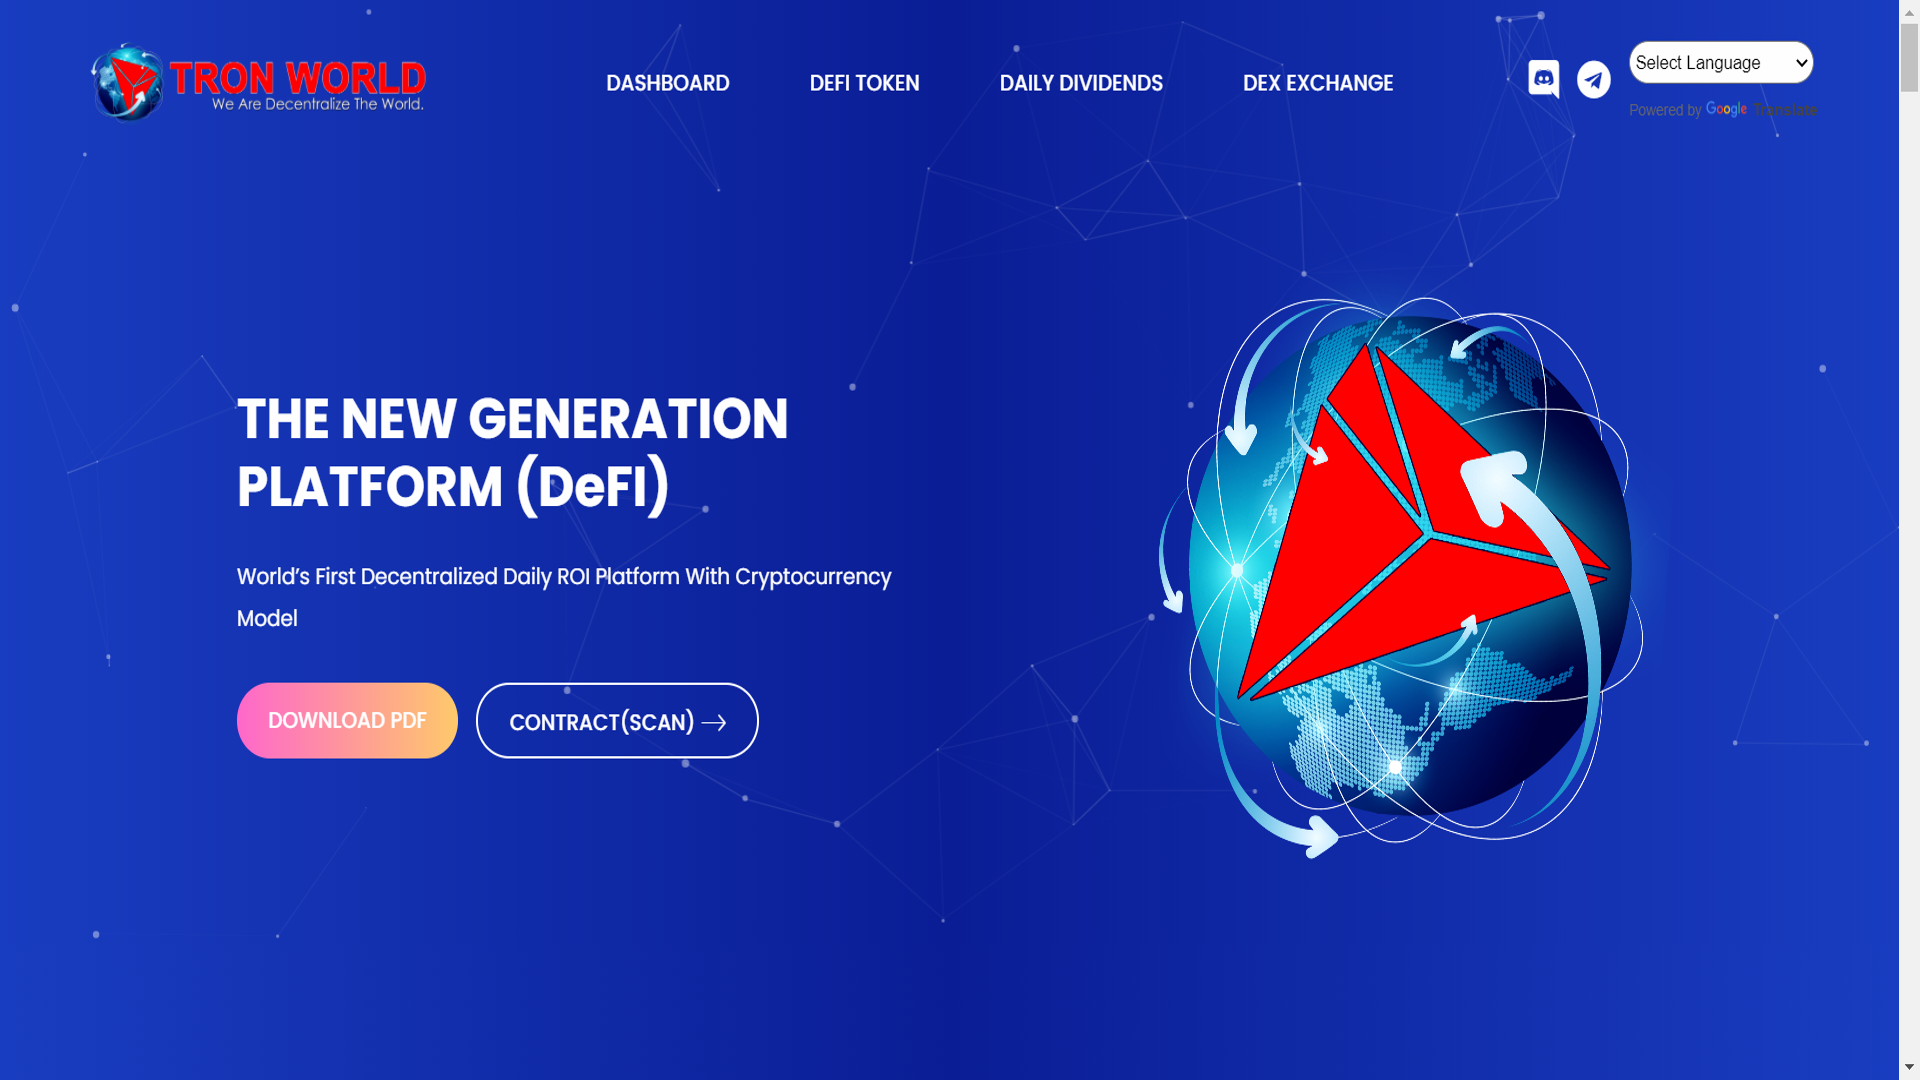 TRON WORLD
We Are Decentralize The World.
DASHBOARD
DEFI TOKEN
DAILY DIVIDENDS
DEX EXCHANGE
Select Language
Powered by Google Translate
THE NEW GENERATION
PLATFORM (DeFI)
World’s First Decentralized Daily ROI Platform With Cryptocurrency
Model
DOWNLOAD PDF
CONTRACT(SCAN)